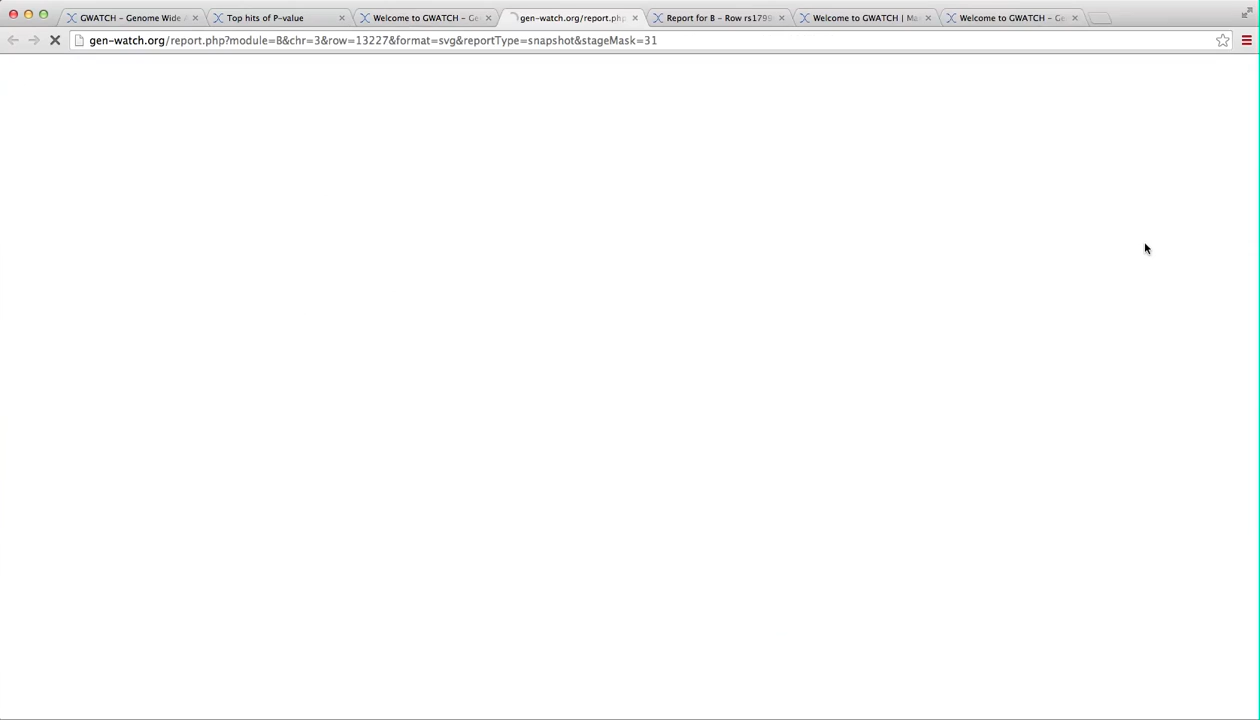 GWATCH – Genome Wide A
Top hits of P-value
Welcome to GWATCH – Ge
gen-watch.org/report.php
Report for B – Row rs1799
Welcome to GWATCH | Ma
Welcome to GWATCH – Ge
gen-watch.org/report.php?module=B&chr=3&row=13227&format=svg&reportType=snapshot&stageMask=31